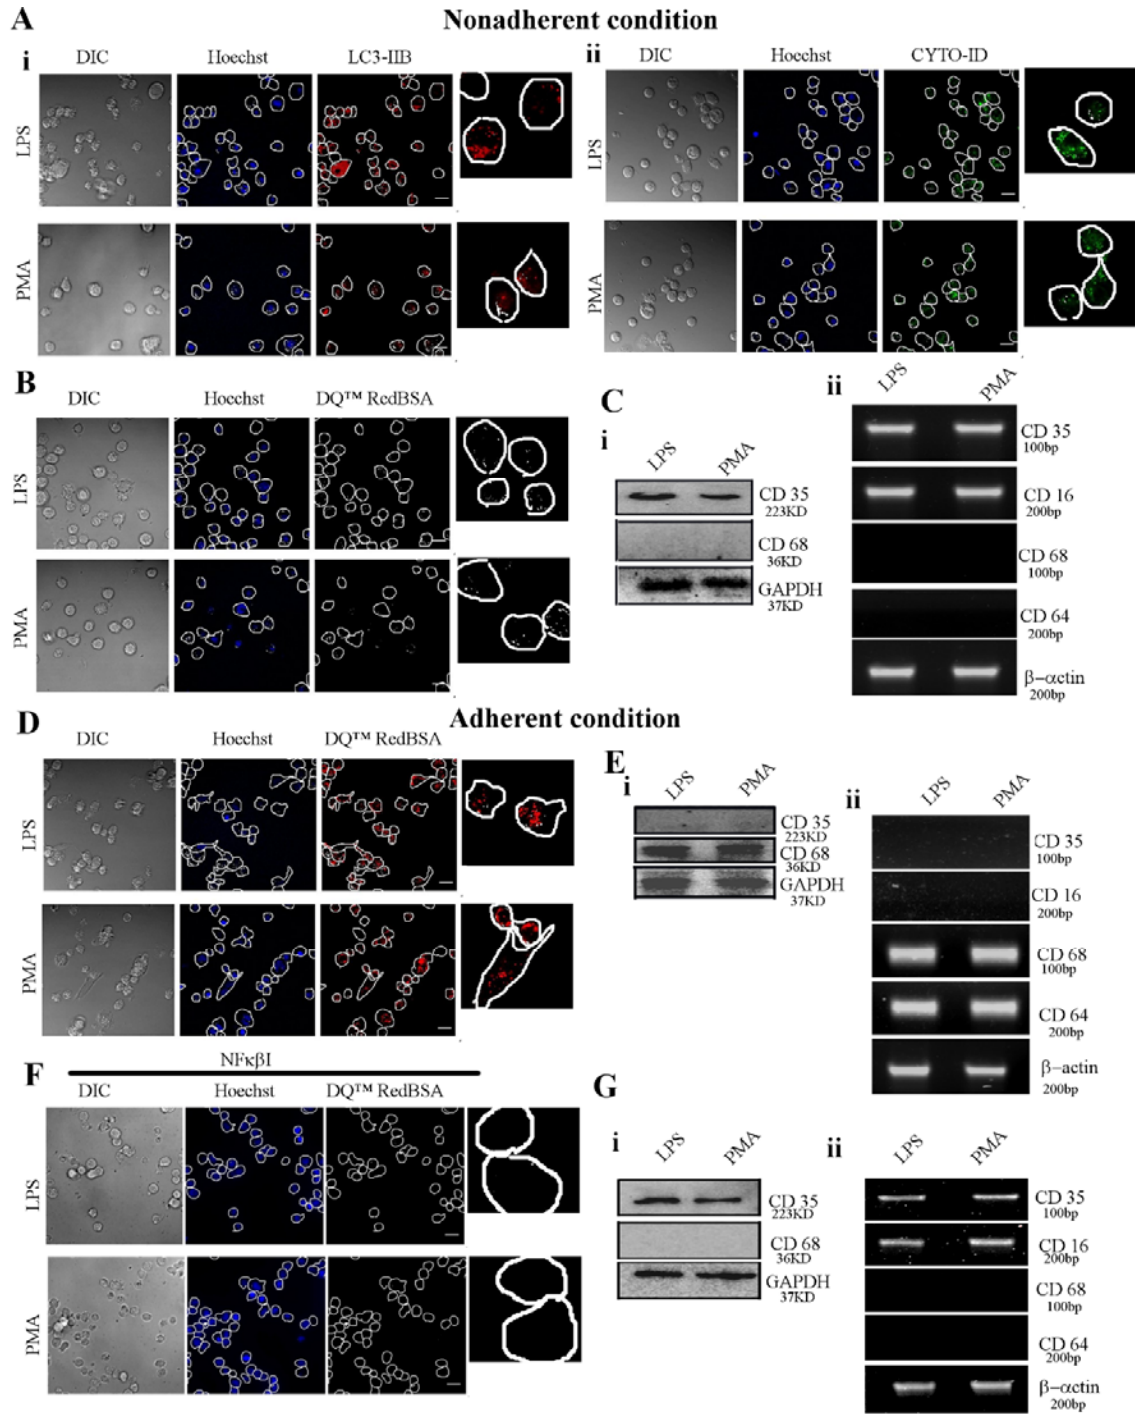 A
Nonadherent condition
i
DIC
Hoechst
LC3-IIB
LPS
PMA
ii
DIC
Hoechst
CYTO-ID
LPS
PMA
B
DIC
Hoechst
DQ™ RedBSA
LPS
PMA
C
i
LPS
PMA
CD 35
223KD
CD 68
36KD
GAPDH
37KD
ii
LPS
PMA
CD 35
100bp
CD 16
200bp
CD 68
100bp
CD 64
200bp
β-αctin
200bp
Adherent condition
D
DIC
Hoechst
DQ™ RedBSA
LPS
PMA
E
i
LPS
PMA
CD 35
223KD
CD 68
36KD
GAPDH
37KD
ii
LPS
PMA
CD 35
100bp
CD 16
200bp
CD 68
100bp
CD 64
200bp
β-actin
200bp
F
NFκβI
DIC
Hoechst
DQ™ RedBSA
LPS
PMA
G
i
LPS
PMA
CD 35
223KD
CD 68
36KD
GAPDH
37KD
ii
LPS
PMA
CD 35
100bp
CD 16
200bp
CD 68
100bp
CD 64
200bp
β-αctin
200bp